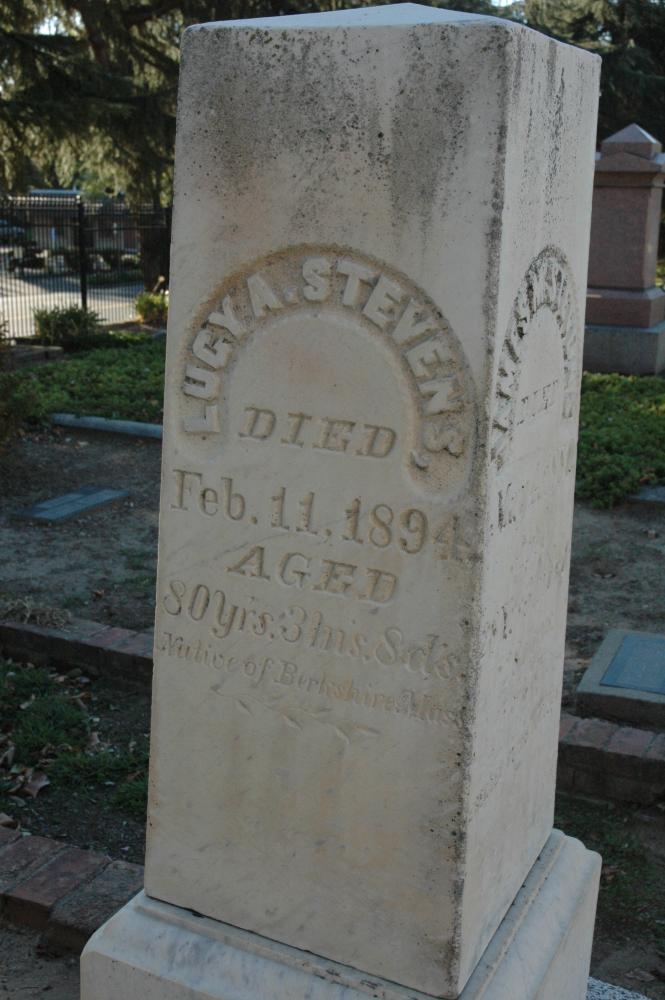 LUCY A. STEVENS,
DIED
Feb. 11, 1894
AGED
80 yrs. 3 ms. 8 ds.
Native of Berkshire Mass